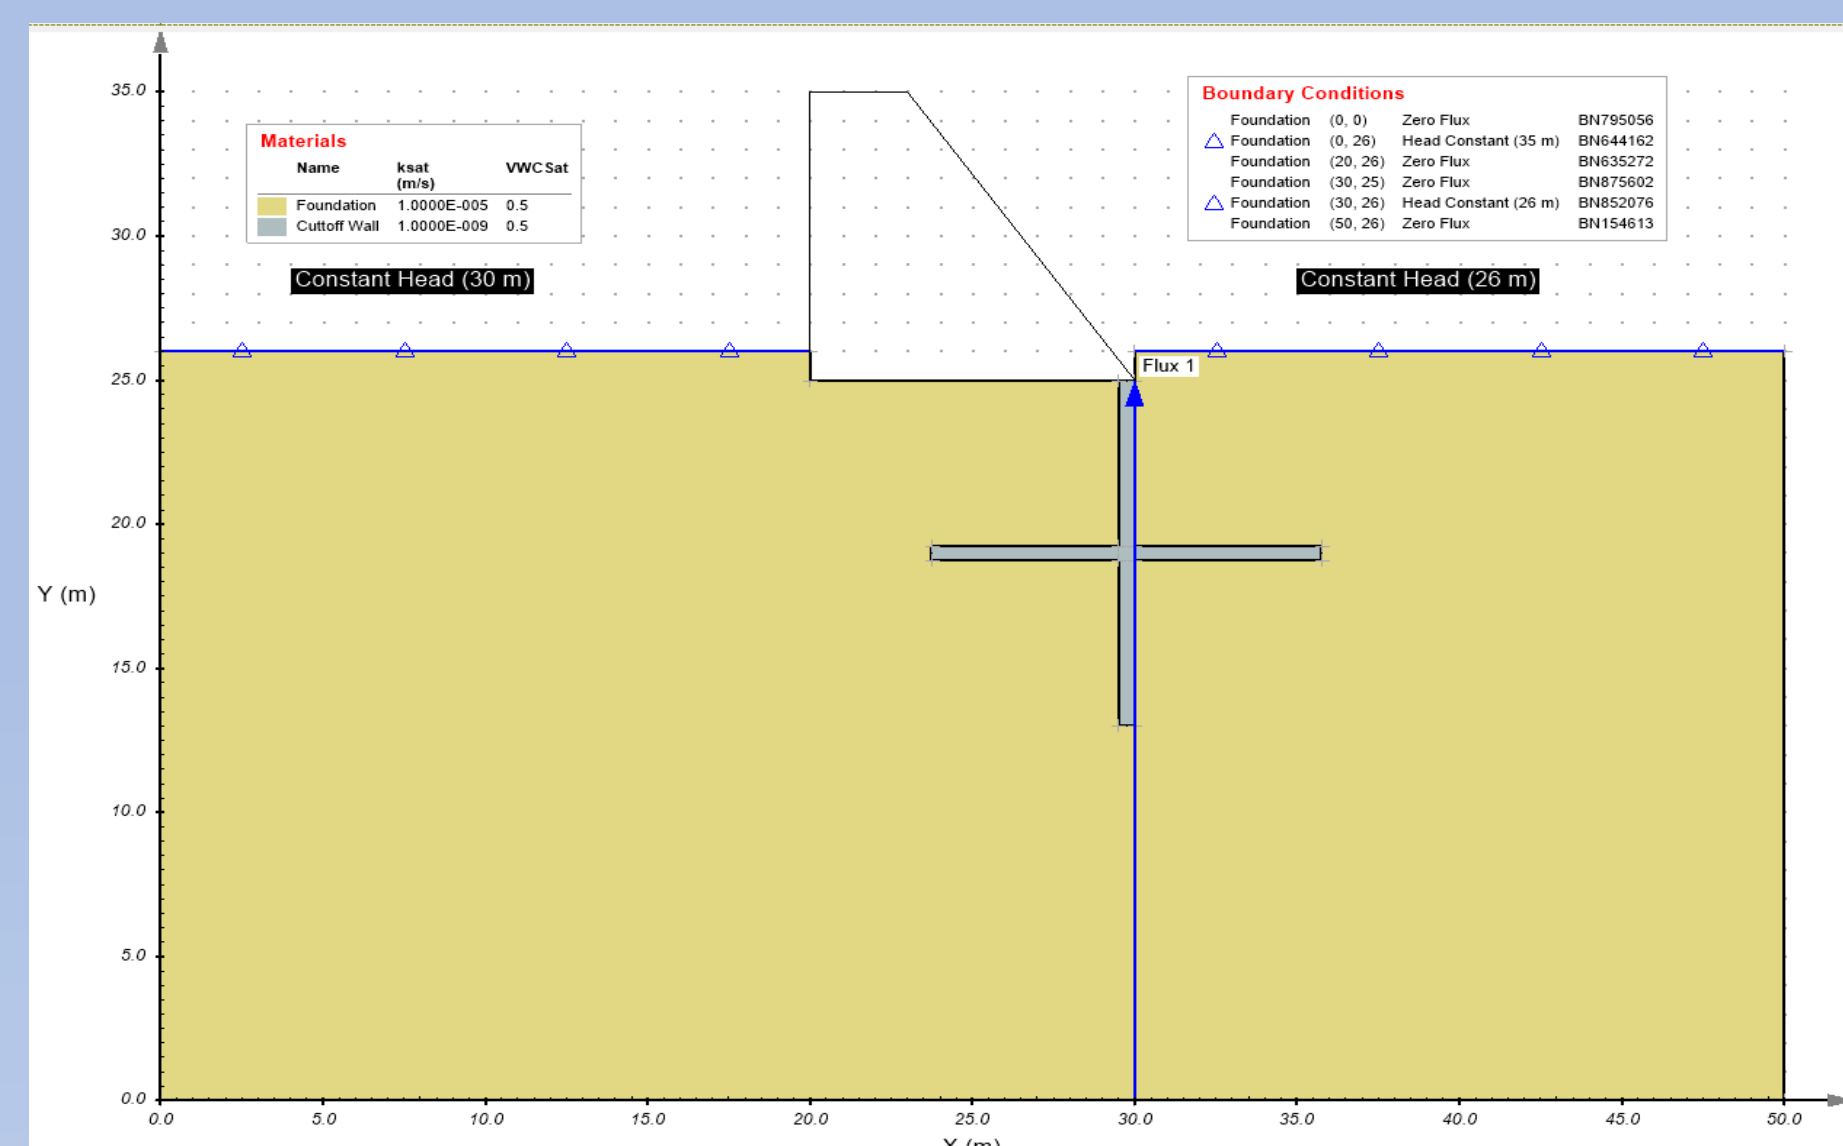 35.0
30.0
25.0
20.0
15.0
10.0
5.0
0.0
Y (m)
Materials
Name ksat VWCSat
(m/s)
Foundation 1.0000E-005 0.5
Cuttoff Wall 1.0000E-009 0.5
Constant Head (30 m)
Boundary Conditions
Foundation (0, 0) Zero Flux BN795056
Foundation (0, 26) Head Constant (35 m) BN644162
Foundation (20, 26) Zero Flux BN635272
Foundation (30, 25) Zero Flux BN875602
Foundation (30, 26) Head Constant (26 m) BN852076
Foundation (50, 26) Zero Flux BN154613
Constant Head (26 m)
Flux 1
0.0 5.0 10.0 15.0 20.0 25.0 30.0 35.0 40.0 45.0 50.0
X (m)